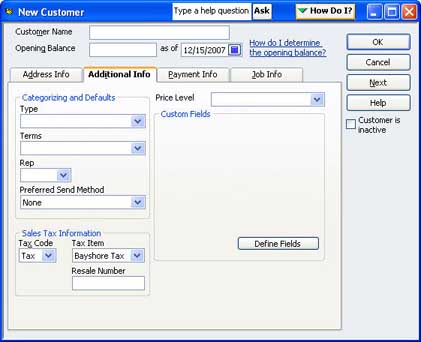 New Customer
Type a help question Ask
How Do I?
Customer Name
Opening Balance as of 12/15/2007
How do I determine
the opening balance?
OK
Cancel
Next
Help
Customer is
inactive
Address Info Additional Info Payment Info Job Info
Categorizing and Defaults
Type
Terms
Rep
Preferred Send Method
None
Price Level
Custom Fields
Define Fields
Sales Tax Information
Tax Code Tax Item
Tax Bayshore Tax
Resale Number